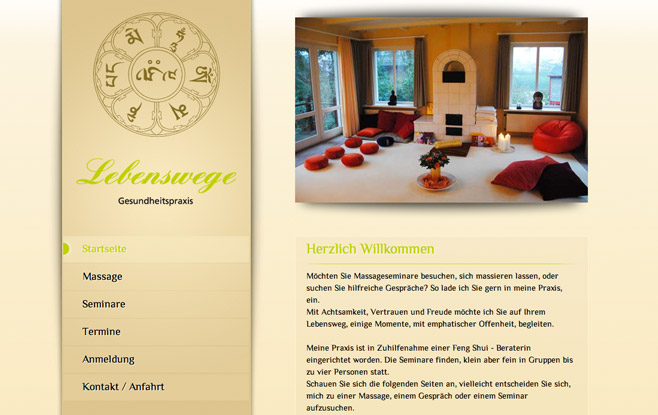 Lebenswege
Gesundheitspraxis
Startseite
Massage
Seminare
Termine
Anmeldung
Kontakt / Anfahrt
Herzlich Willkommen
Möchten Sie Massageseminare besuchen, sich massieren lassen, oder
suchen Sie hilfreiche Gespräche? So lade ich Sie gern in meine Praxis,
ein.
Mit Achtsamkeit, Vertrauen und Freude möchte ich Sie auf Ihrem
Lebensweg, einige Momente, mit emphatischer Offenheit, begleiten.
Meine Praxis ist in Zuhilfenahme einer Feng Shui - Beraterin
eingerichtet worden. Die Seminare finden, klein aber fein in Gruppen bis
zu vier Personen statt.
Schauen Sie sich die folgenden Seiten an, vielleicht entscheiden Sie sich,
mich zu einer Massage, einem Gespräch oder einem Seminar
aufzusuchen.